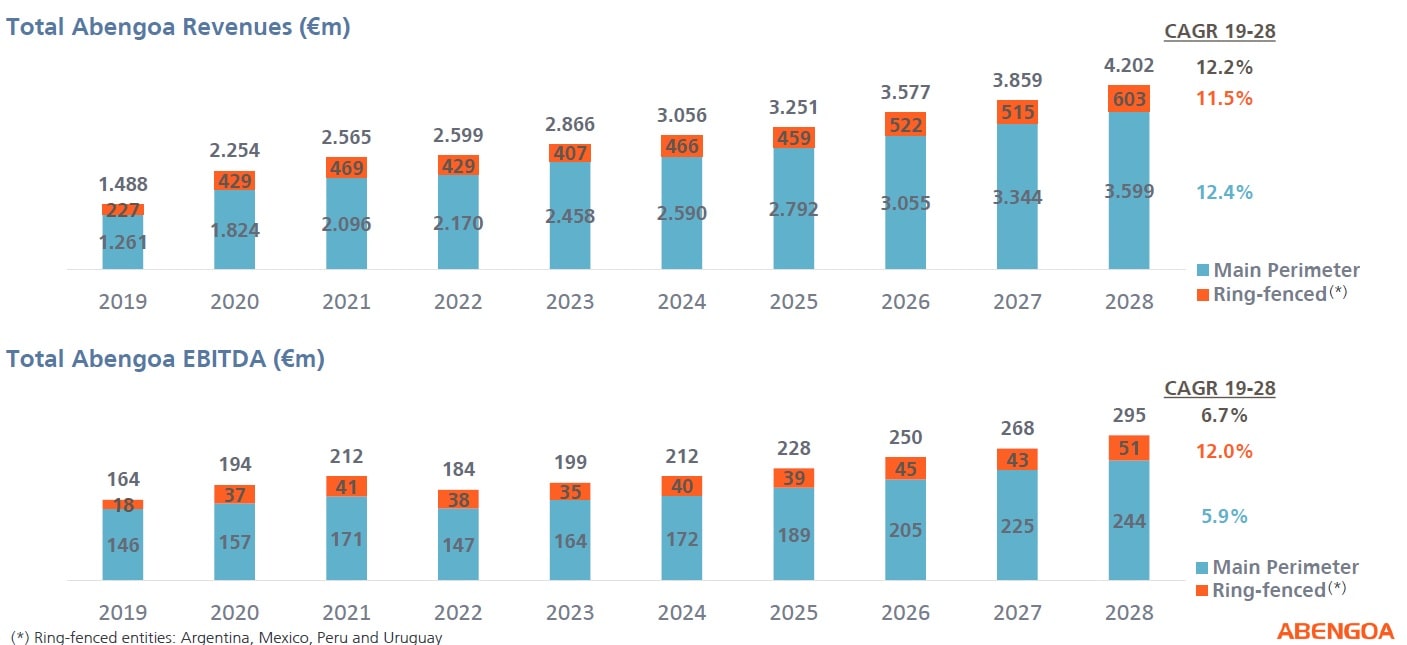 Total Abengoa Revenues (€m)
CAGR 19-28
1.488 2.254 2.565 2.599 2.866 3.056 3.251 3.577 3.859 4.202 12.2%
227 429 469 429 407 466 459 522 515 603 11.5%
1.261 1.824 2.096 2.170 2.458 2.590 2.792 3.055 3.344 3.599 12.4%
Main Perimeter
Ring-fenced(*)
2019 2020 2021 2022 2023 2024 2025 2026 2027 2028
Total Abengoa EBITDA (€m)
CAGR 19-28
164 194 212 184 199 212 228 250 268 295 6.7%
18 37 41 38 35 40 39 45 43 51 12.0%
146 157 171 147 164 172 189 205 225 244 5.9%
Main Perimeter
Ring-fenced(*)
2019 2020 2021 2022 2023 2024 2025 2026 2027 2028
(*) Ring-fenced entities: Argentina, Mexico, Peru and Uruguay
ABENGOA